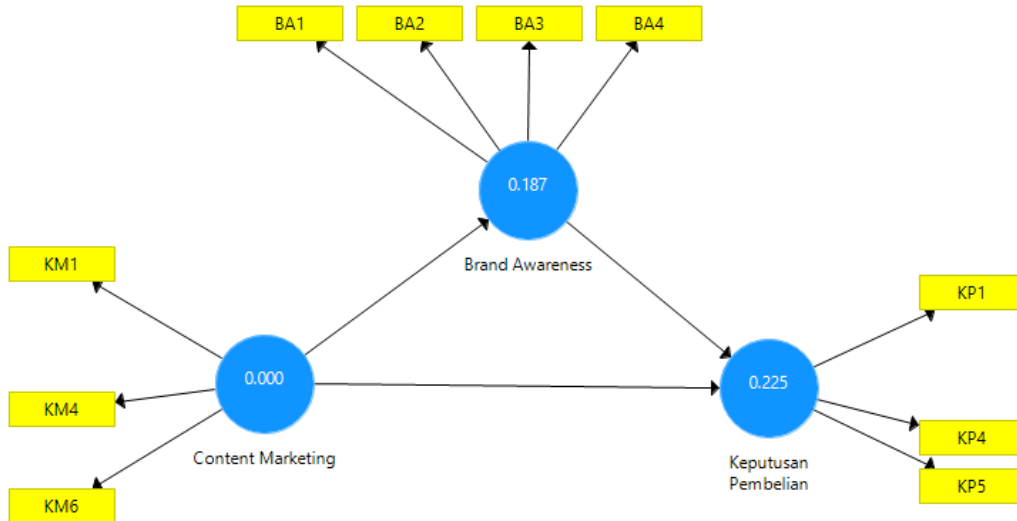 BA1
BA2
BA3
BA4
0.187
Brand Awareness
KM1
KM4
KM6
0.000
Content Marketing
0.225
Keputusan
Pembelian
KP1
KP4
KP5